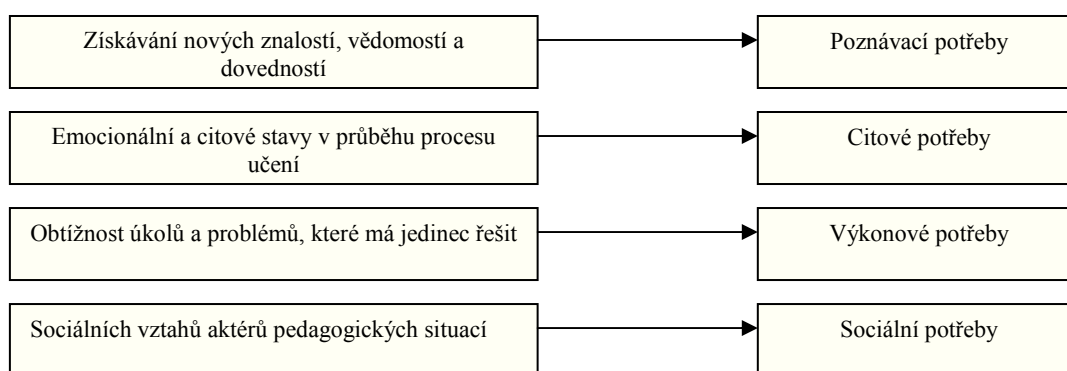 Získávání nových znalostí, vědomostí a
dovedností
Poznávací potřeby
Emocionální a citové stavy v průběhu procesu
učení
Citové potřeby
Obtížnost úkolů a problémů, které má jedinec řešit
Výkonové potřeby
Sociálních vztahů aktérů pedagogických situací
Sociální potřeby